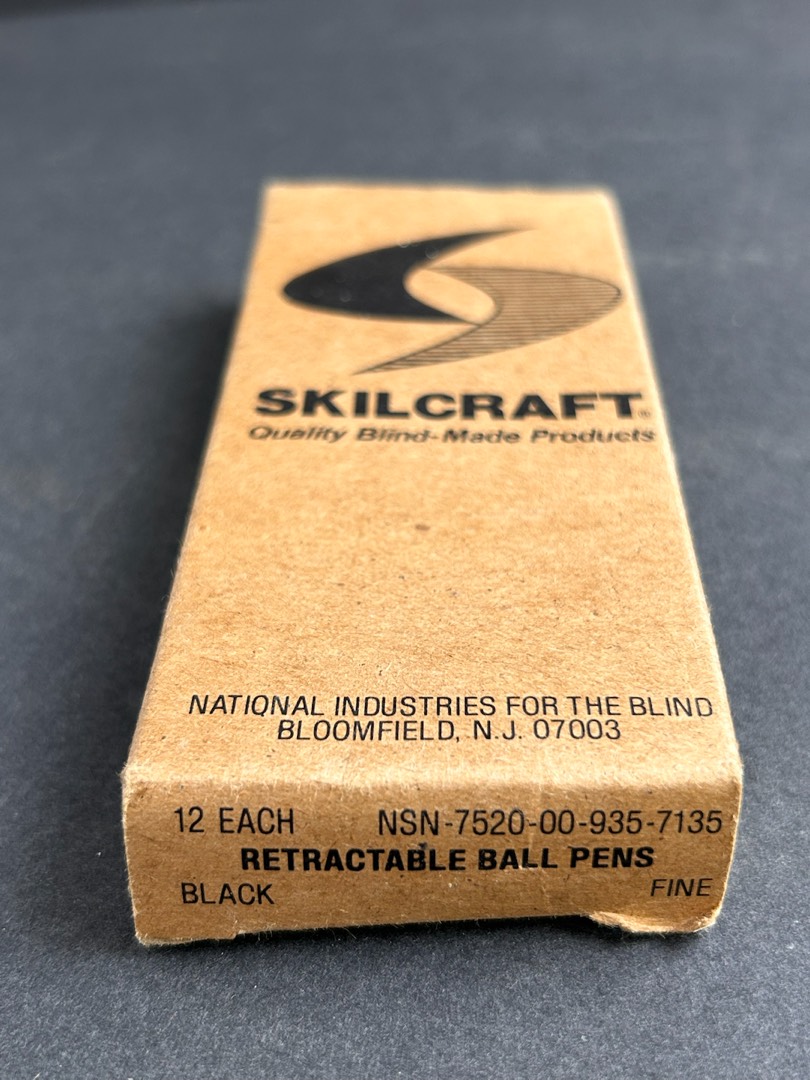 SKILCRAFT®
Quality Blind-Made Products
NATIONAL INDUSTRIES FOR THE BLIND
BLOOMFIELD, N.J. 07003
12 EACH NSN-7520-00-935-7135
RETRACTABLE BALL PENS
BLACK FINE